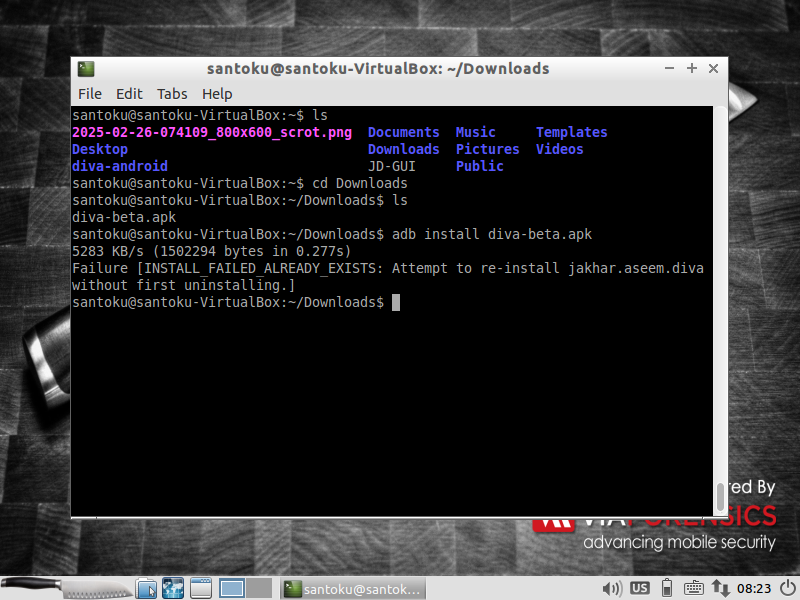 santoku@santoku-VirtualBox: ~/Downloads
File Edit Tabs Help
santoku@santoku-VirtualBox:~$ ls
2025-02-26-074109_800x600_scrot.png Documents Music Templates
Desktop Downloads Pictures Videos
diva-android JD-GUI Public
santoku@santoku-VirtualBox:~$ cd Downloads
santoku@santoku-VirtualBox:~/Downloads$ ls
diva-beta.apk
santoku@santoku-VirtualBox:~/Downloads$ adb install diva-beta.apk
5283 KB/s (1502294 bytes in 0.277s)
Failure [INSTALL_FAILED_ALREADY_EXISTS: Attempt to re-install jakhar.aseem.diva
without first uninstalling.]
santoku@santoku-VirtualBox:~/Downloads$
red By
VIAFORENSICS
advancing mobile security
santoku@santok... US 08:23